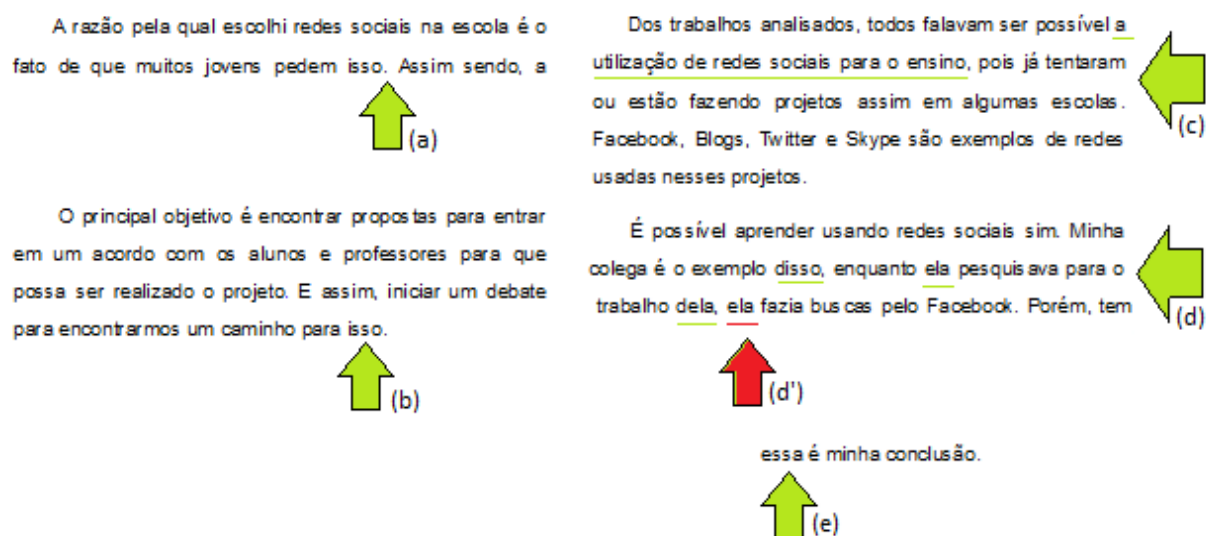 A razão pela qual escolhi redes sociais na escola é o
fato de que muitos jovens pedem isso. Assim sendo, a
(a)
O principal objetivo é encontrar propostas para entrar
em um acordo com os alunos e professores para que
possa ser realizado o projeto. E assim, iniciar um debate
para encontrarmos um caminho para isso.
(b)
Dos trabalhos analisados, todos falavam ser possível a
utilização de redes sociais para o ensino, pois já tentaram
ou estão fazendo projetos assim em algumas escolas.
Facebook, Blogs, Twitter e Skype são exemplos de redes
usadas nesses projetos.
(c)
É possível aprender usando redes sociais sim. Minha
colega é o exemplo disso, enquanto ela pesquisava para o
trabalho dela, ela fazia buscas pelo Facebook. Porém, tem
(d)
(d')
essa é minha conclusão.
(e)